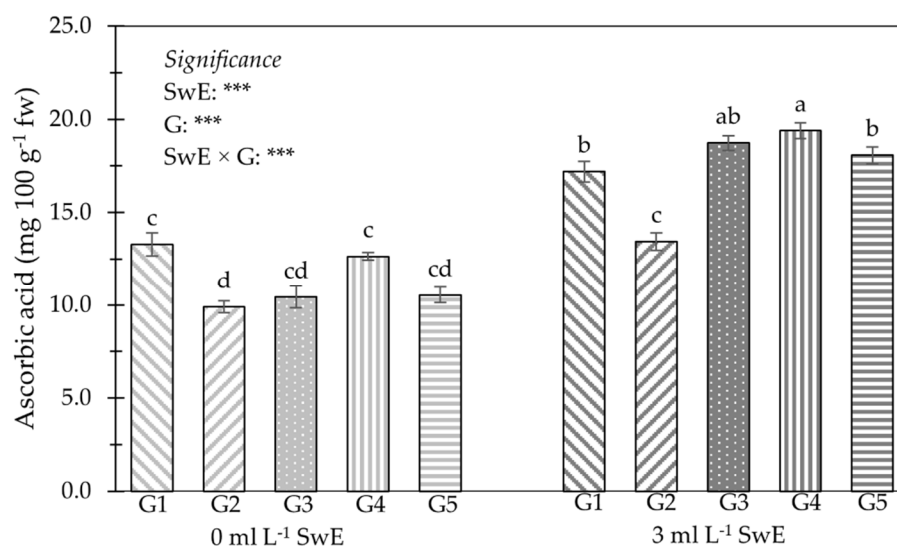 25.0
20.0
15.0
10.0
5.0
0.0
Ascorbic acid (mg 100 g⁻¹ fw)
Significance
SwE: ***
G: ***
SwE × G: ***
c
d
cd
c
cd
b
c
ab
a
b
G1 G2 G3 G4 G5 G1 G2 G3 G4 G5
0 ml L⁻¹ SwE 3 ml L⁻¹ SwE